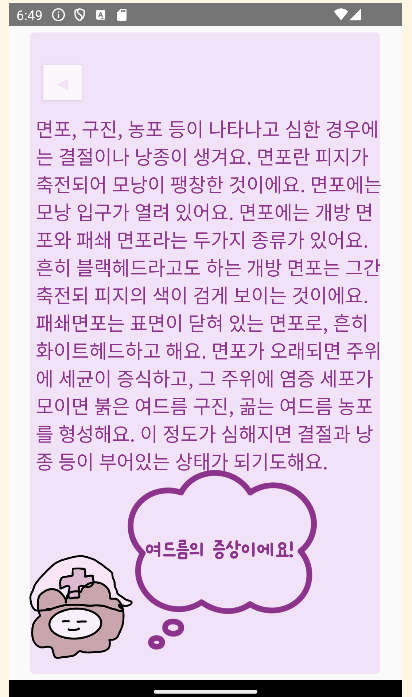 6:49
면포, 구진, 농포 등이 나타나고 심한 경우에
는 결절이나 낭종이 생겨요. 면포란 피지가
축전되어 모낭이 팽창한 것이에요. 면포에는
모낭 입구가 열려 있어요. 면포에는 개방 면
포와 패쇄 면포라는 두가지 종류가 있어요.
흔히 블랙헤드라고도 하는 개방 면포는 그간
축전되 피지의 색이 검게 보이는 것이에요.
패쇄면포는 표면이 닫혀 있는 면포로, 흔히
화이트헤드하고 해요. 면포가 오래되면 주위
에 세균이 증식하고, 그 주위에 염증 세포가
모이면 붉은 여드름 구진, 곪는 여드름 농포
를 형성해요. 이 정도가 심해지면 결절과 낭
종 등이 부어있는 상태가 되기도해요.
여드름의 증상이에요!